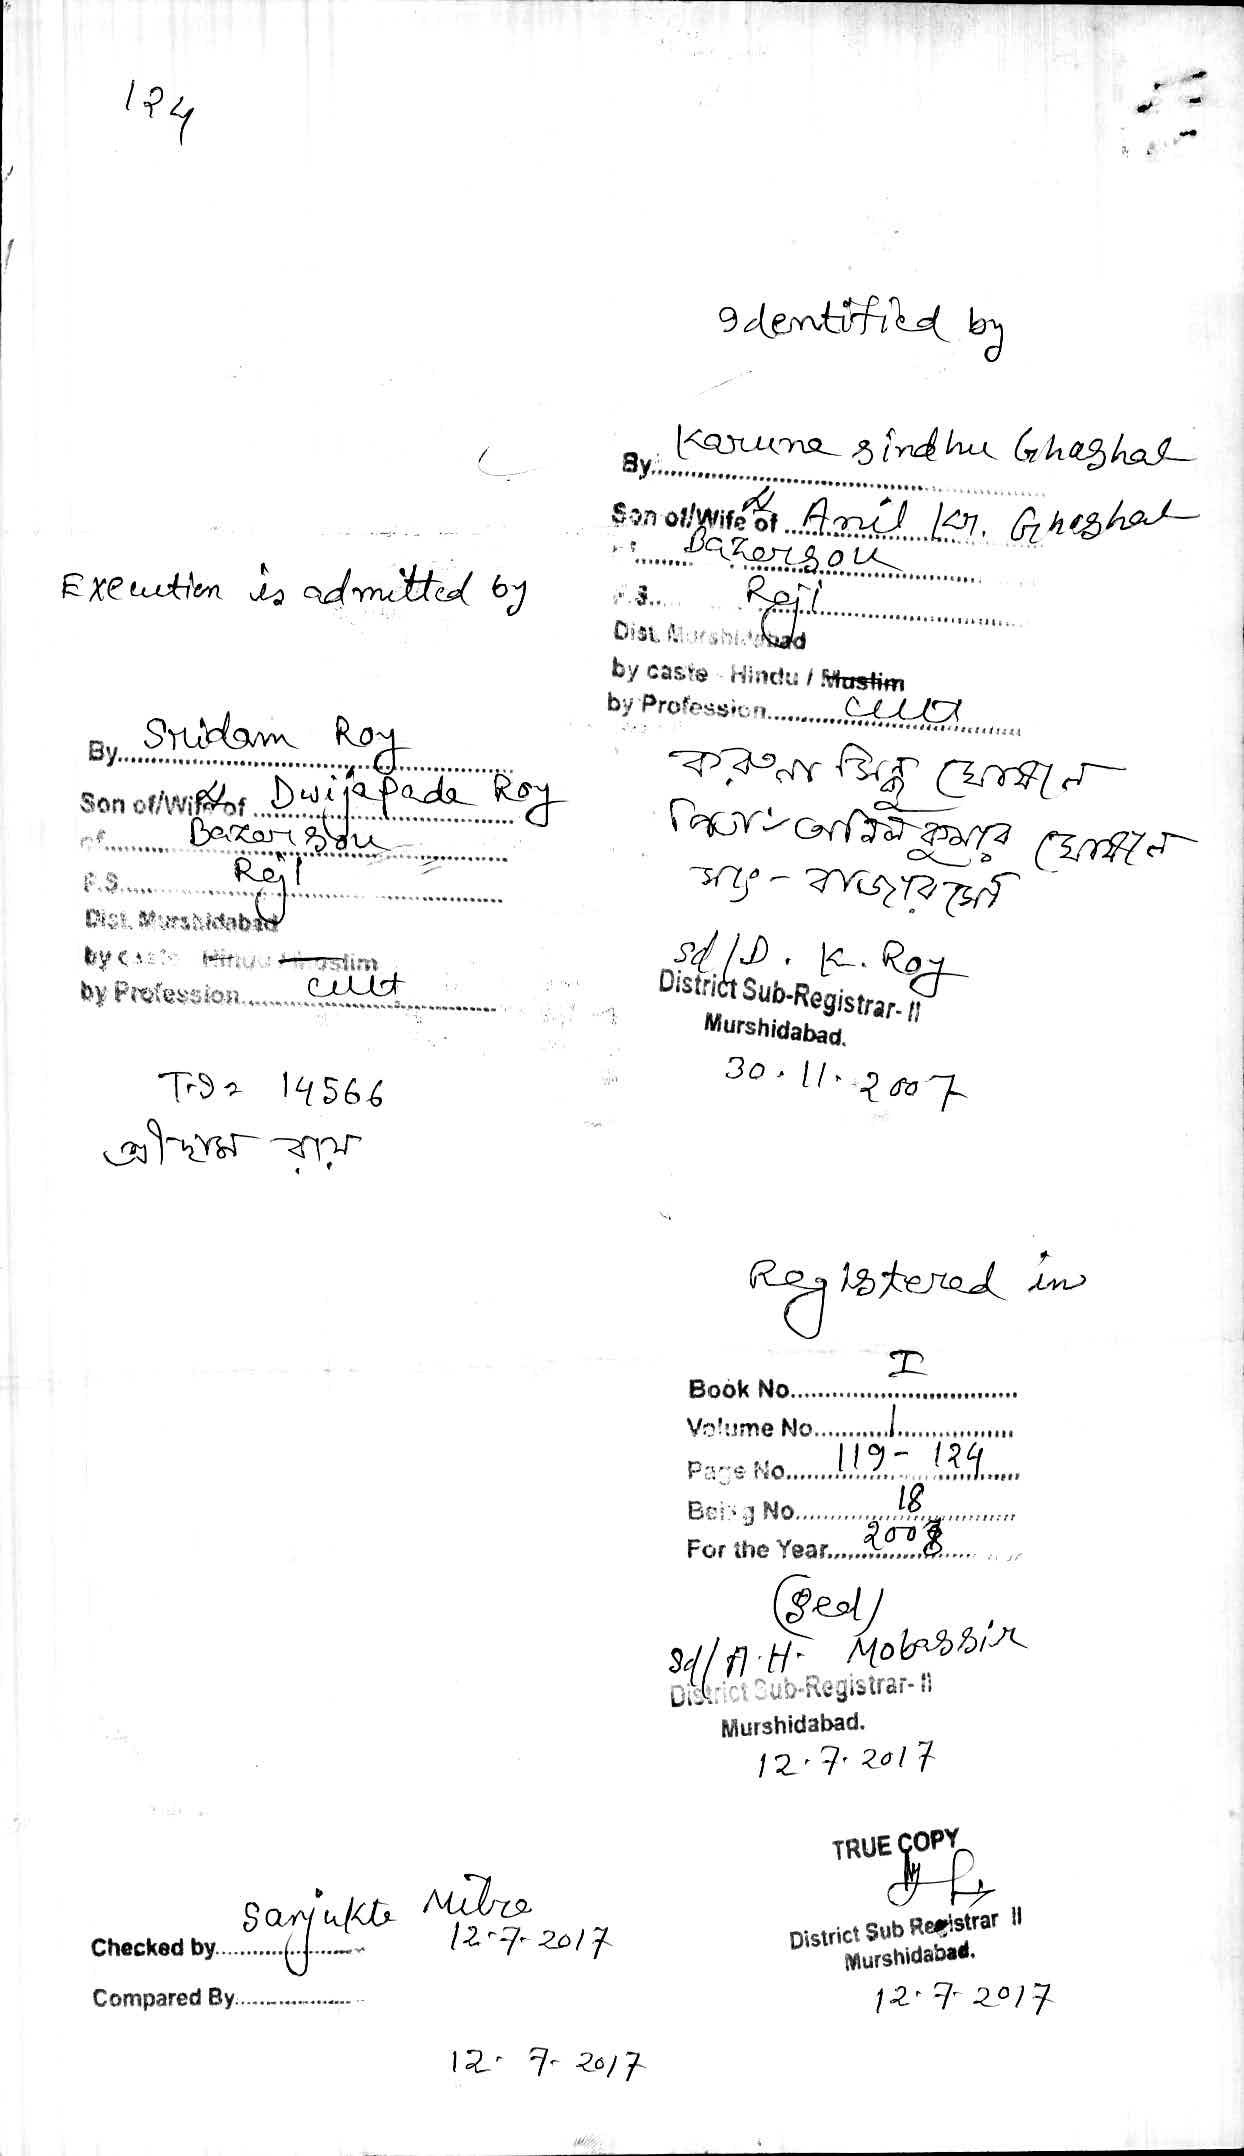 124
Identified by
By Karuna Sindhu Ghoshal
Son of/Wife of Anil Kr. Ghoshal
of Bazarsou
P.S. Reji
Dist. Murshidabad
by caste - Hindu / Muslim
by Profession cult
করুনা সিন্ধু ঘোষাল
পিতা- অনিল কুমার ঘোষাল
সাং- বাজারসৌ
sd/D. K. Roy
District Sub-Registrar- II
Murshidabad.
30.11.2007
Execution is admitted by
By Sridam Roy
Son of/Wife of Dwijapada Roy
of Bazarsou
P.S. Reji
Dist. Murshidabad
by caste Hindu / Muslim
by Profession cult
14566
শ্রীদাম রায়
Registered in
Book No. I
Volume No. 1
Page No. 119 - 124
Being No. 18
For the Year 2008
(Sed)
Sd/ A.H. Mobassir
District Sub-Registrar- II
Murshidabad.
12.7.2017
TRUE COPY
District Sub Registrar II
Murshidabad.
12.7.2017
Checked by Sanjukta Mitra
12.7.2017
Compared By
12.7.2017